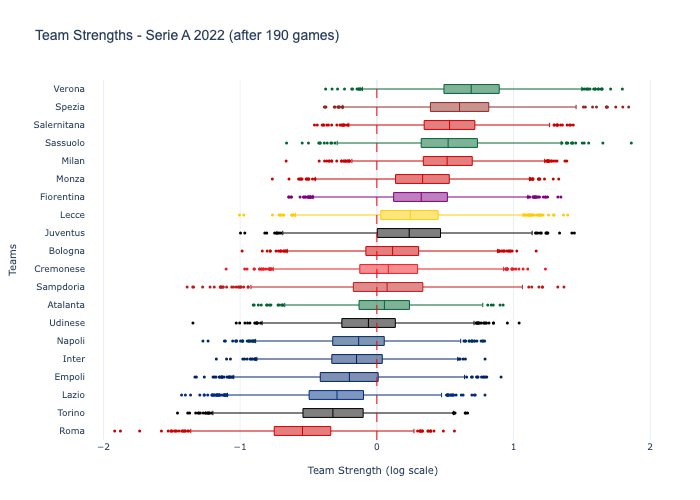 Team Strengths - Serie A 2022 (after 190 games)
Verona
Spezia
Salernitana
Sassuolo
Milan
Monza
Fiorentina
Lecce
Juventus
Bologna
Cremonese
Sampdoria
Atalanta
Udinese
Napoli
Inter
Empoli
Lazio
Torino
Roma
Teams
−2 −1 0 1 2
Team Strength (log scale)